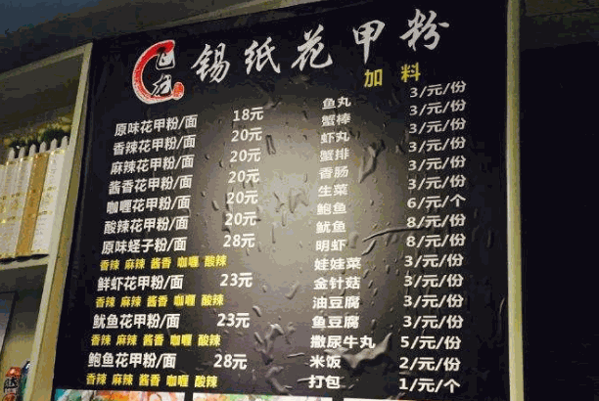 锡纸花甲粉
加料
原味花甲粉/面 18元
香辣花甲粉/面 20元
麻辣花甲粉/面 20元
酱香花甲粉/面 20元
咖喱花甲粉/面 20元
酸辣花甲粉/面 20元
原味蛏子粉/面 28元
香辣 麻辣 酱香 咖喱 酸辣
鲜虾花甲粉/面 23元
香辣 麻辣 酱香 咖喱 酸辣
鱿鱼花甲粉/面 23元
香辣 麻辣 酱香 咖喱 酸辣
鲍鱼花甲粉/面 28元
香辣 麻辣 酱香 咖喱 酸辣
鱼丸 3/元/份
蟹棒 3/元/份
虾丸 3/元/份
蟹排 3/元/份
香肠 3/元/份
生菜 3/元/份
鲍鱼 6/元/个
鱿鱼 8/元/份
明虾 8/元/份
娃娃菜 3/元/份
金针菇 3/元/份
油豆腐 3/元/份
鱼豆腐 3/元/份
撒尿牛丸 5/元/份
米饭 2/元/份
打包 1/元/个